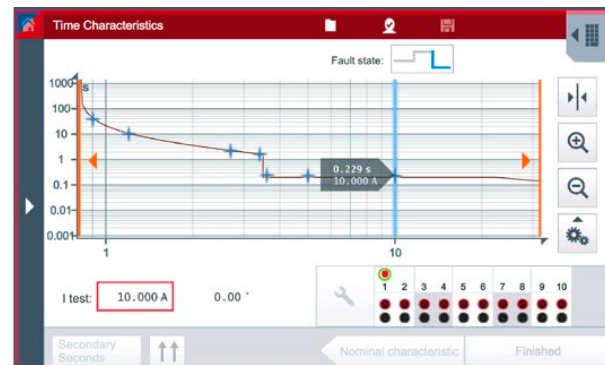 Time Characteristics
Fault state:
1000
s
100
10
1
0.1
0.01
0.001
0.229 s
10.000 A
1
10
I test:
10.000 A
0.00 °
1 2 3 4 5 6 7 8 9 10
Secondary
Seconds
Nominal characteristic
Finished